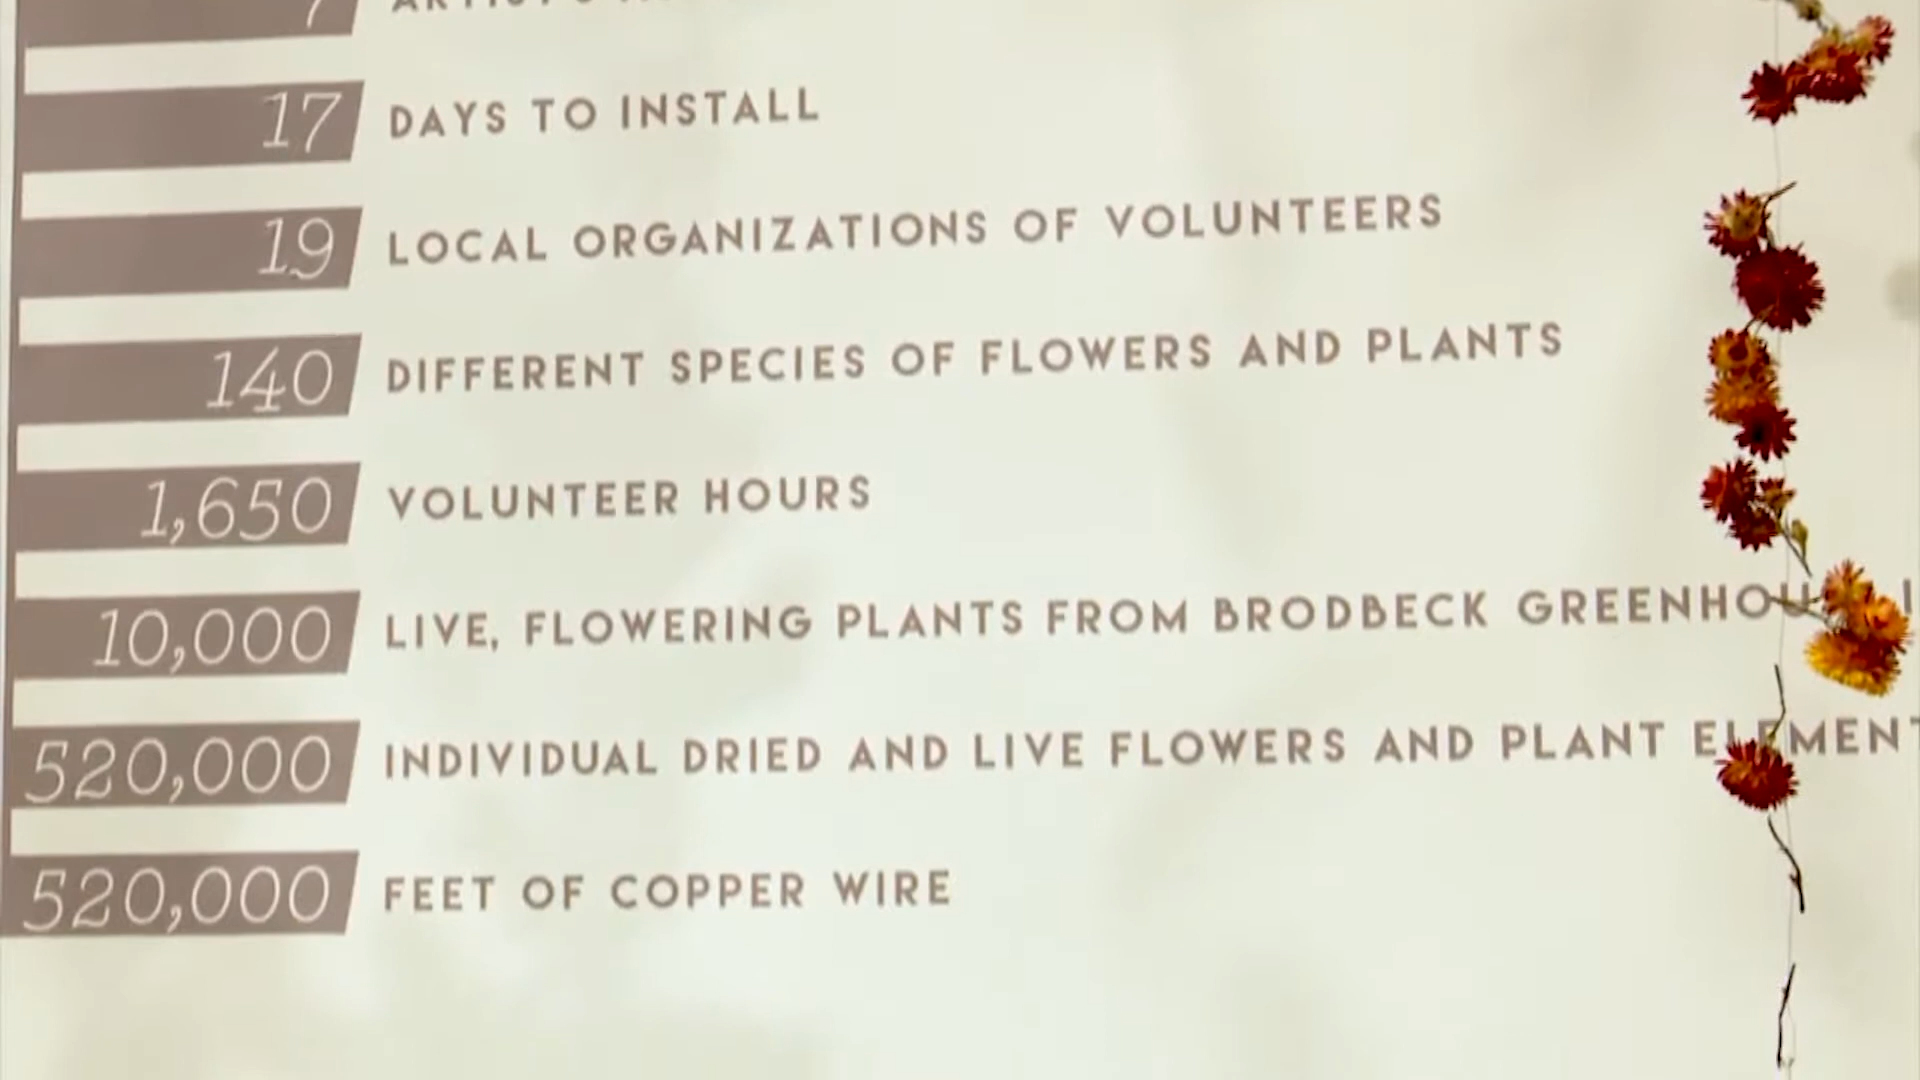 7
17 DAYS TO INSTALL
19 LOCAL ORGANIZATIONS OF VOLUNTEERS
140 DIFFERENT SPECIES OF FLOWERS AND PLANTS
1,650 VOLUNTEER HOURS
10,000 LIVE, FLOWERING PLANTS FROM BRODBECK
520,000 INDIVIDUAL DRIED AND LIVE FLOWERS AND PLANT
520,000 FEET OF COPPER WIRE